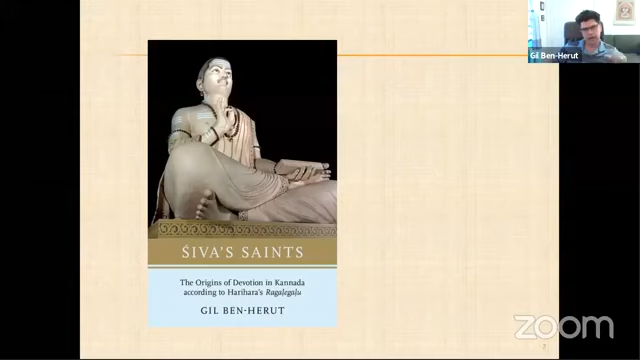 Gil Ben-Herut
ŚIVA'S SAINTS
The Origins of Devotion in Kannada
according to Harihara's Ragaḷegaḷu
GIL BEN-HERUT
zoom
2